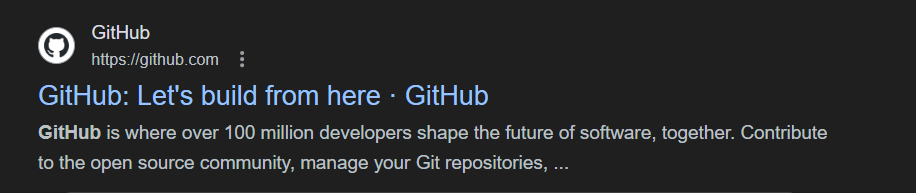 GitHub
https://github.com
GitHub: Let's build from here · GitHub
GitHub is where over 100 million developers shape the future of software, together. Contribute
to the open source community, manage your Git repositories, ...